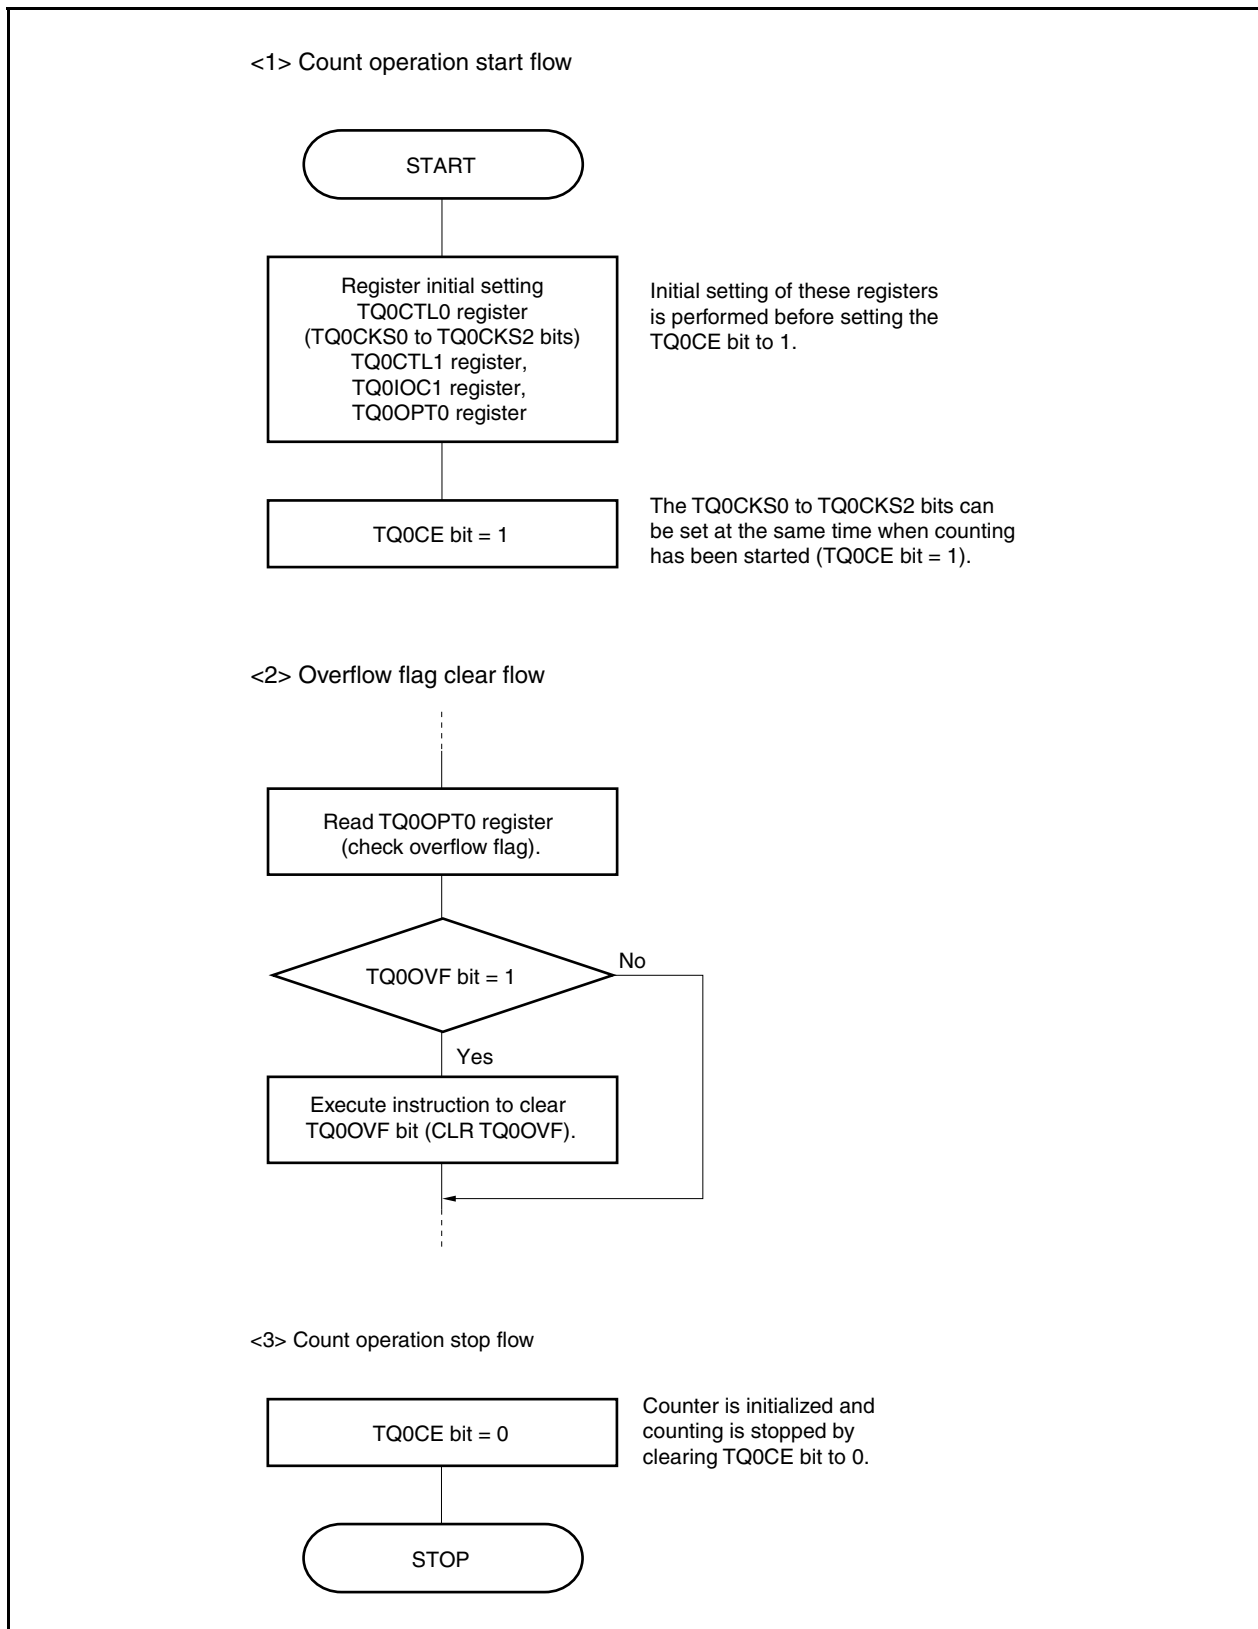 <1> Count operation start flow
START
Register initial setting
TQ0CTL0 register
(TQ0CKS0 to TQ0CKS2 bits)
TQ0CTL1 register,
TQ0IOC1 register,
TQ0OPT0 register
Initial setting of these registers
is performed before setting the
TQ0CE bit to 1.
TQ0CE bit = 1
The TQ0CKS0 to TQ0CKS2 bits can
be set at the same time when counting
has been started (TQ0CE bit = 1).
<2> Overflow flag clear flow
Read TQ0OPT0 register
(check overflow flag).
TQ0OVF bit = 1
No
Yes
Execute instruction to clear
TQ0OVF bit (CLR TQ0OVF).
<3> Count operation stop flow
TQ0CE bit = 0
Counter is initialized and
counting is stopped by
clearing TQ0CE bit to 0.
STOP